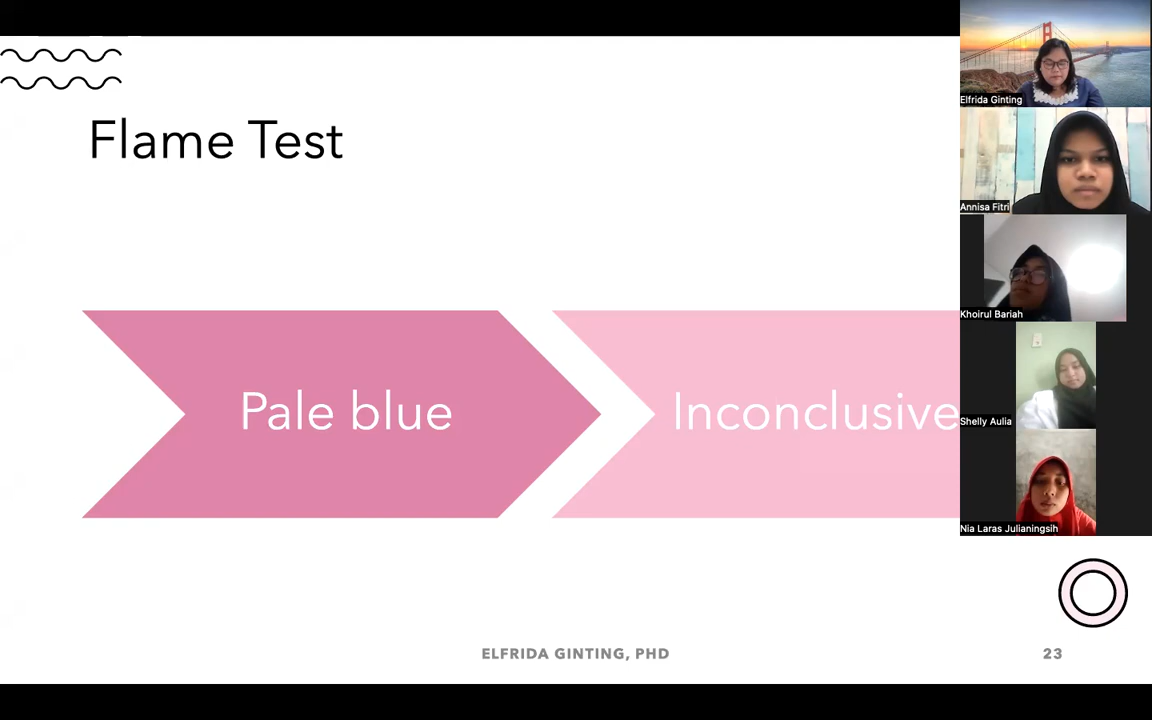 Flame Test
Pale blue
Inconclusive
ELFRIDA GINTING, PHD
23
Elfrida Ginting
Annisa Fitri
Khoirul Bariah
Shelly Aulia
Nia Laras Julianingsih